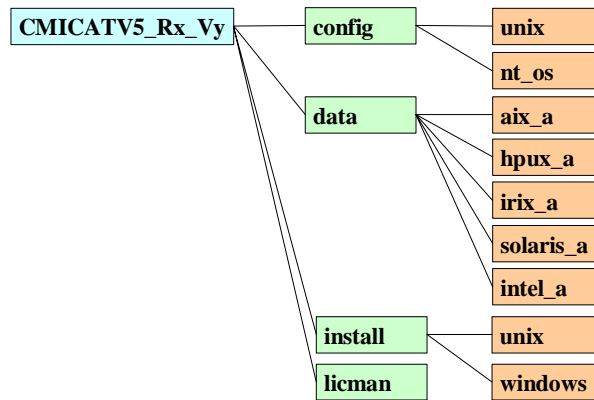 CMICATV5_Rx_Vy
config
unix
nt_os
data
aix_a
hpux_a
irix_a
solaris_a
intel_a
install
unix
licman
windows